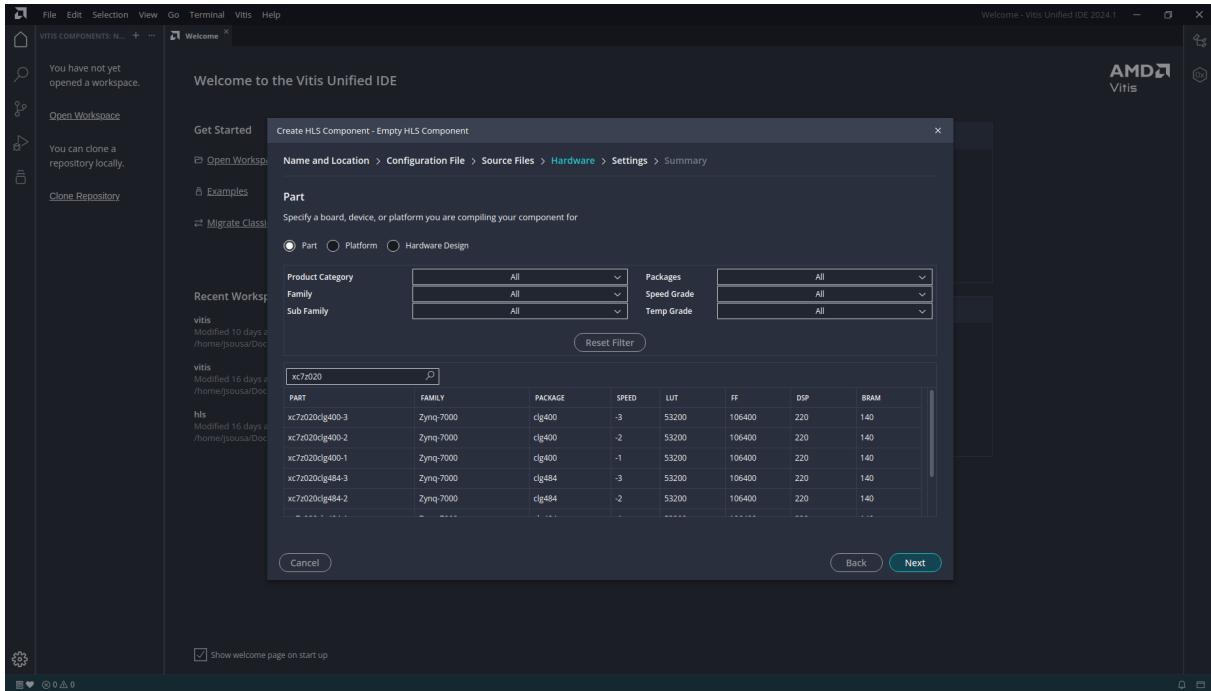 File Edit Selection View Go Terminal Vitis Help
Welcome - Vitis Unified IDE 2024.1
VITIS COMPONENTS: N...
Welcome
You have not yet
opened a workspace.
Open Workspace
You can clone a
repository locally.
Clone Repository
Welcome to the Vitis Unified IDE
AMD
Vitis
Get Started
Open Worksp
Examples
Migrate Classi
Recent Worksp
vitis
Modified 10 days a
/home/jsousa/Doc
vitis
Modified 16 days a
/home/jsousa/Doc
hls
Modified 16 days a
/home/jsousa/Doc
Create HLS Component - Empty HLS Component
Name and Location > Configuration File > Source Files > Hardware > Settings > Summary
Part
Specify a board, device, or platform you are compiling your component for
Part Platform Hardware Design
Product Category All Packages All
Family All Speed Grade All
Sub Family All Temp Grade All
Reset Filter
xc7z020
PART FAMILY PACKAGE SPEED LUT FF DSP BRAM
xc7z020clg400-3 Zynq-7000 clg400 -3 53200 106400 220 140
xc7z020clg400-2 Zynq-7000 clg400 -2 53200 106400 220 140
xc7z020clg400-1 Zynq-7000 clg400 -1 53200 106400 220 140
xc7z020clg484-3 Zynq-7000 clg484 -3 53200 106400 220 140
xc7z020clg484-2 Zynq-7000 clg484 -2 53200 106400 220 140
Cancel
Back
Next
Show welcome page on start up
0 0